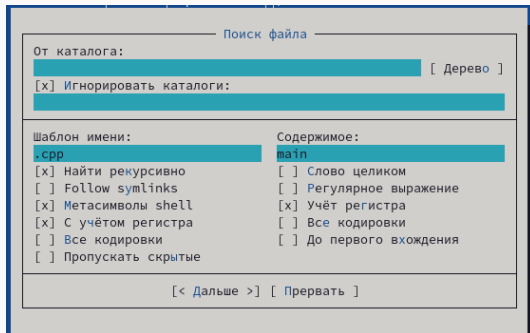 Поиск файла
От каталога:
[ Дерево ]
[x] Игнорировать каталоги:
Шаблон имени:
.cpp
[x] Найти рекурсивно
[ ] Follow symlinks
[x] Метасимволы shell
[x] С учётом регистра
[ ] Все кодировки
[ ] Пропускать скрытые
Содержимое:
main
[ ] Слово целиком
[ ] Регулярное выражение
[x] Учёт регистра
[ ] Все кодировки
[ ] До первого вхождения
[< Дальше >] [ Прервать ]